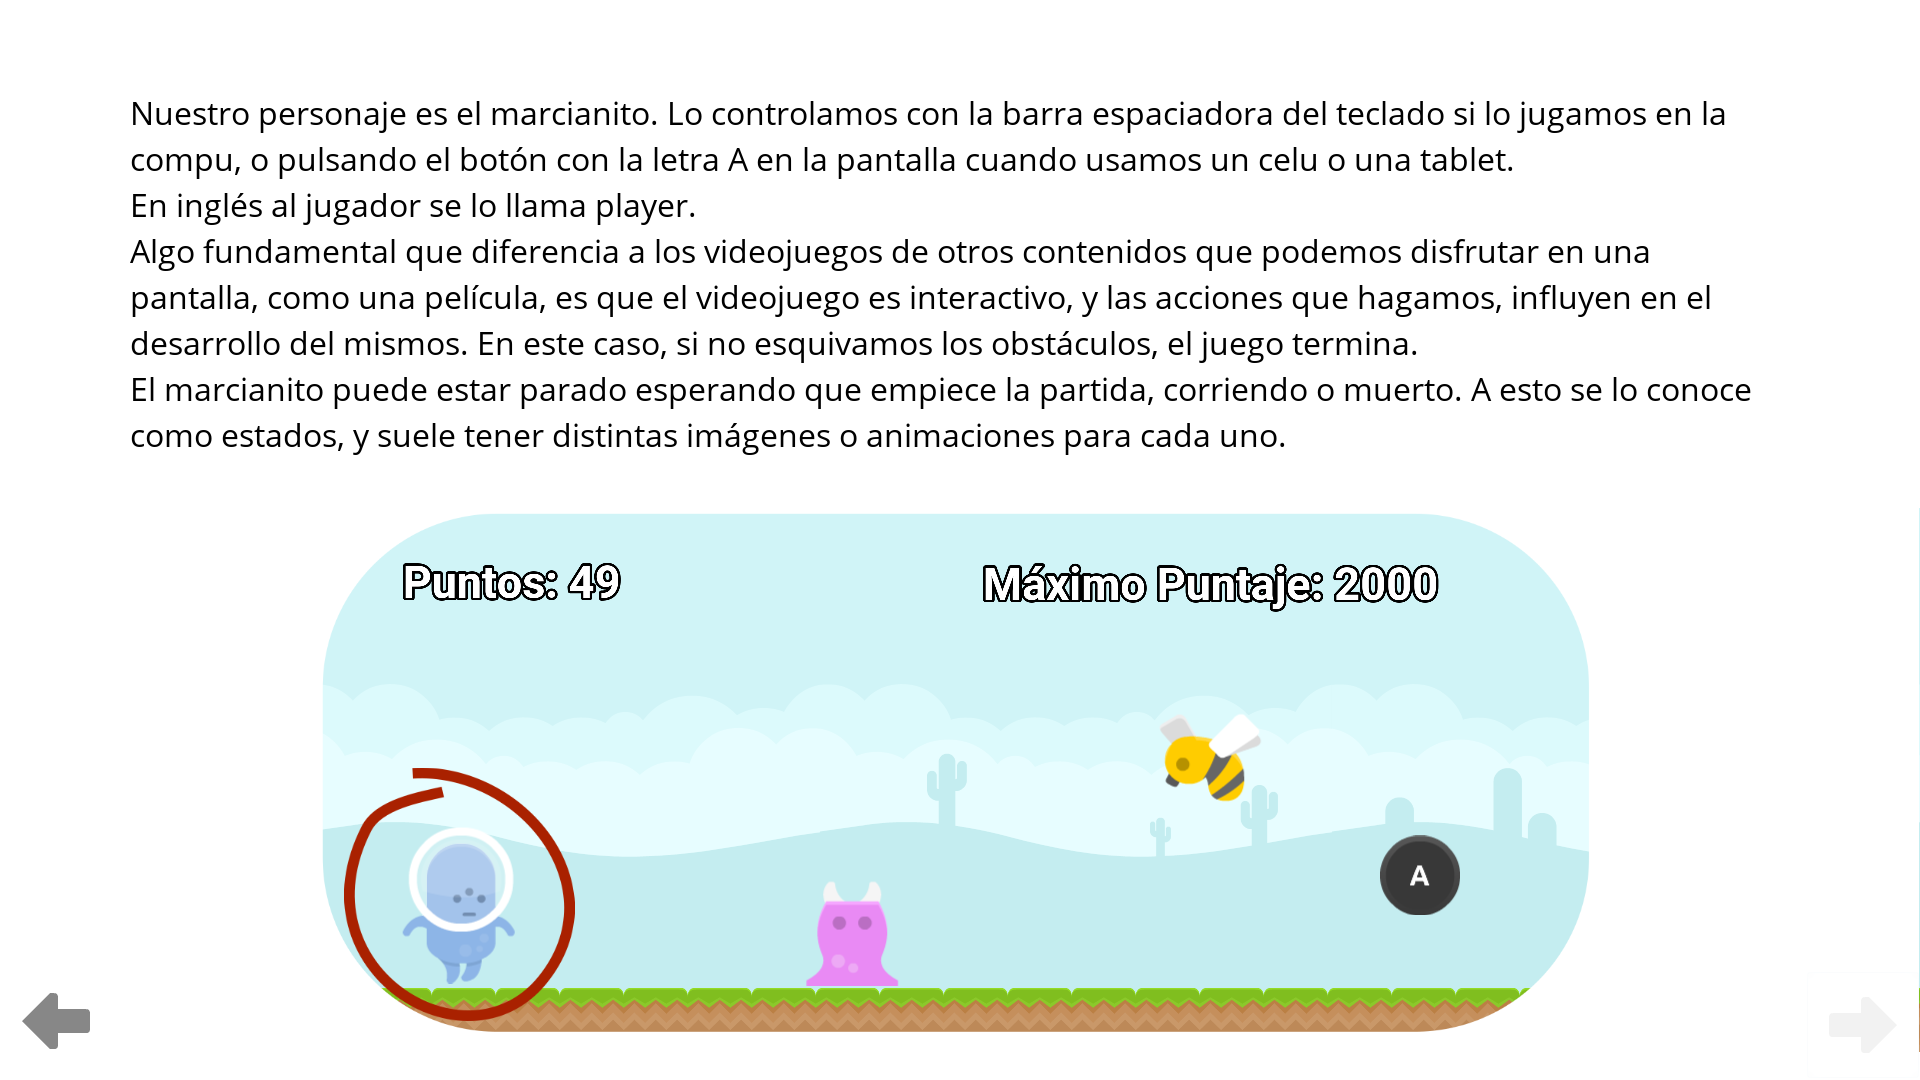 Nuestro personaje es el marcianito. Lo controlamos con la barra espaciadora del teclado si lo jugamos en la
compu, o pulsando el botón con la letra A en la pantalla cuando usamos un celu o una tablet.
En inglés al jugador se lo llama player.
Algo fundamental que diferencia a los videojuegos de otros contenidos que podemos disfrutar en una
pantalla, como una película, es que el videojuego es interactivo, y las acciones que hagamos, influyen en el
desarrollo del mismos. En este caso, si no esquivamos los obstáculos, el juego termina.
El marcianito puede estar parado esperando que empiece la partida, corriendo o muerto. A esto se lo conoce
como estados, y suele tener distintas imágenes o animaciones para cada uno.
Puntos: 49
Máximo Puntaje: 2000
A